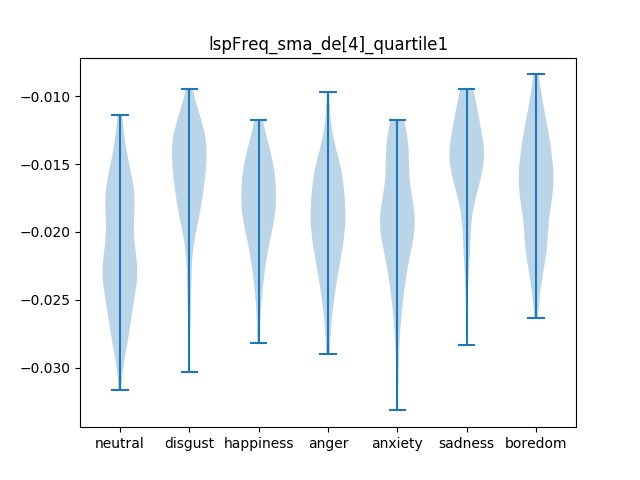 lspFreq_sma_de[4]_quartile1
−0.010
−0.015
−0.020
−0.025
−0.030
neutral disgust happiness anger anxiety sadness boredom